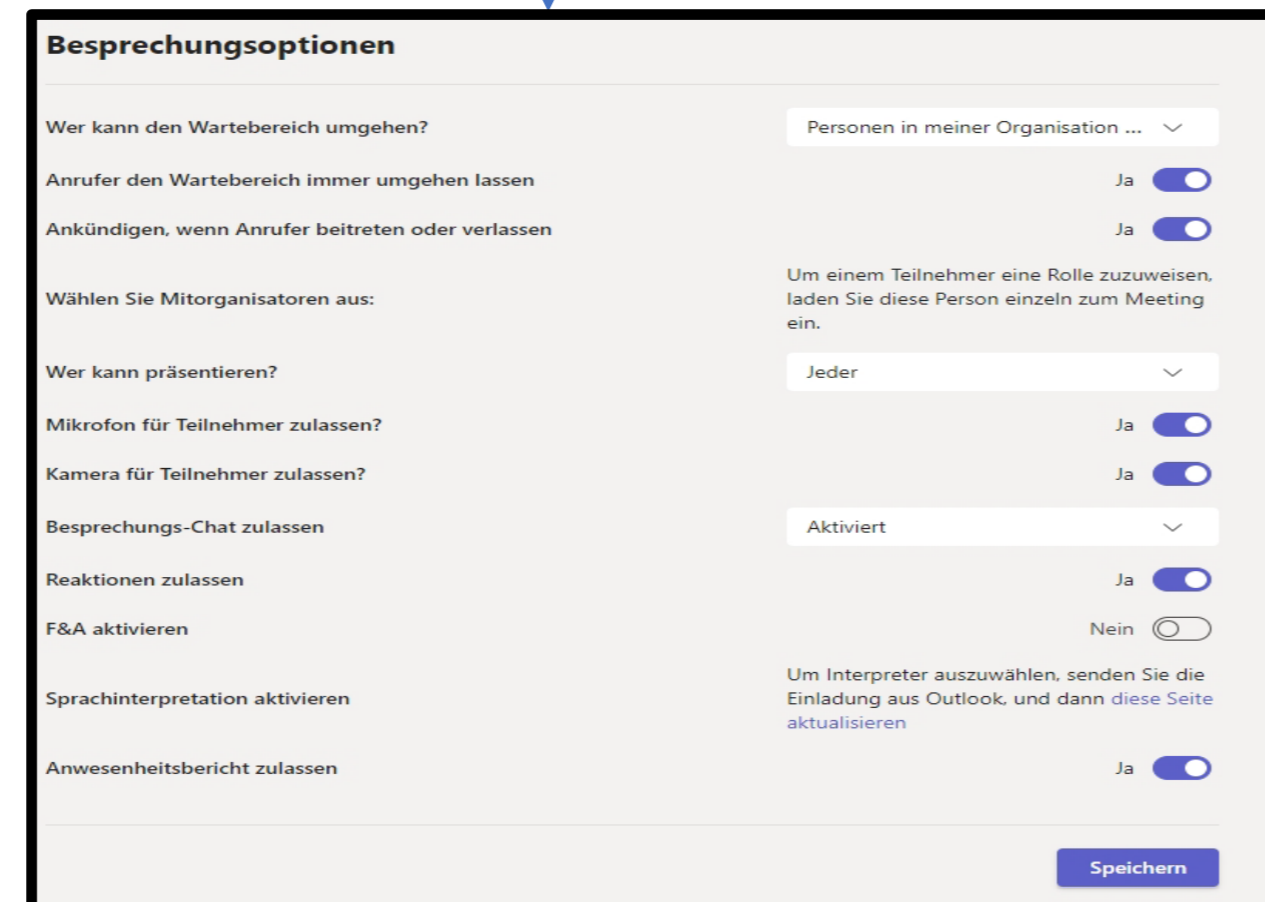 Besprechungsoptionen
Wer kann den Wartebereich umgehen?
Personen in meiner Organisation ...
Anrufer den Wartebereich immer umgehen lassen
Ja
Ankündigen, wenn Anrufer beitreten oder verlassen
Ja
Wählen Sie Mitorganisatoren aus:
Um einem Teilnehmer eine Rolle zuzuweisen,
laden Sie diese Person einzeln zum Meeting
ein.
Wer kann präsentieren?
Jeder
Mikrofon für Teilnehmer zulassen?
Ja
Kamera für Teilnehmer zulassen?
Ja
Besprechungs-Chat zulassen
Aktiviert
Reaktionen zulassen
Ja
F&A aktivieren
Nein
Sprachinterpretation aktivieren
Um Interpreter auszuwählen, senden Sie die
Einladung aus Outlook, und dann diese Seite
aktualisieren
Anwesenheitsbericht zulassen
Ja
Speichern